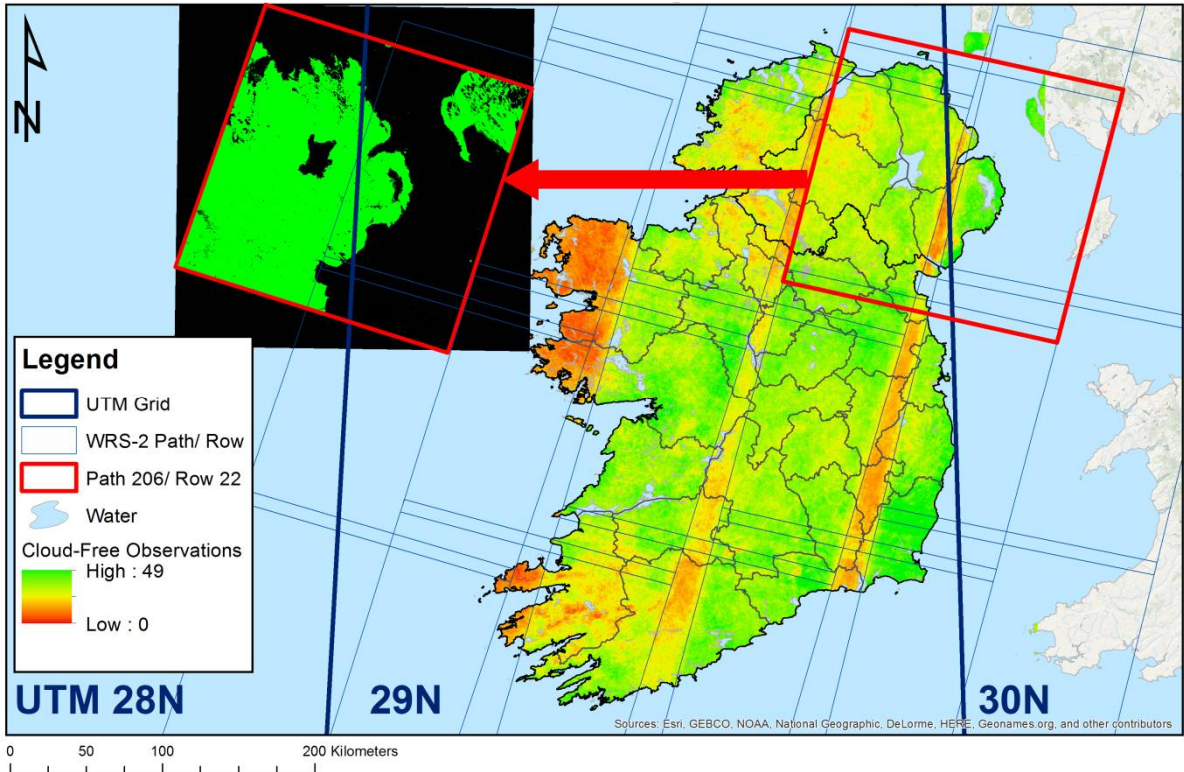 N
Legend
UTM Grid
WRS-2 Path/ Row
Path 206/ Row 22
Water
Cloud-Free Observations
High : 49
Low : 0
UTM 28N
29N
30N
Sources: Esri, GEBCO, NOAA, National Geographic, DeLorme, HERE, Geonames.org, and other contributors
0 50 100 200 Kilometers